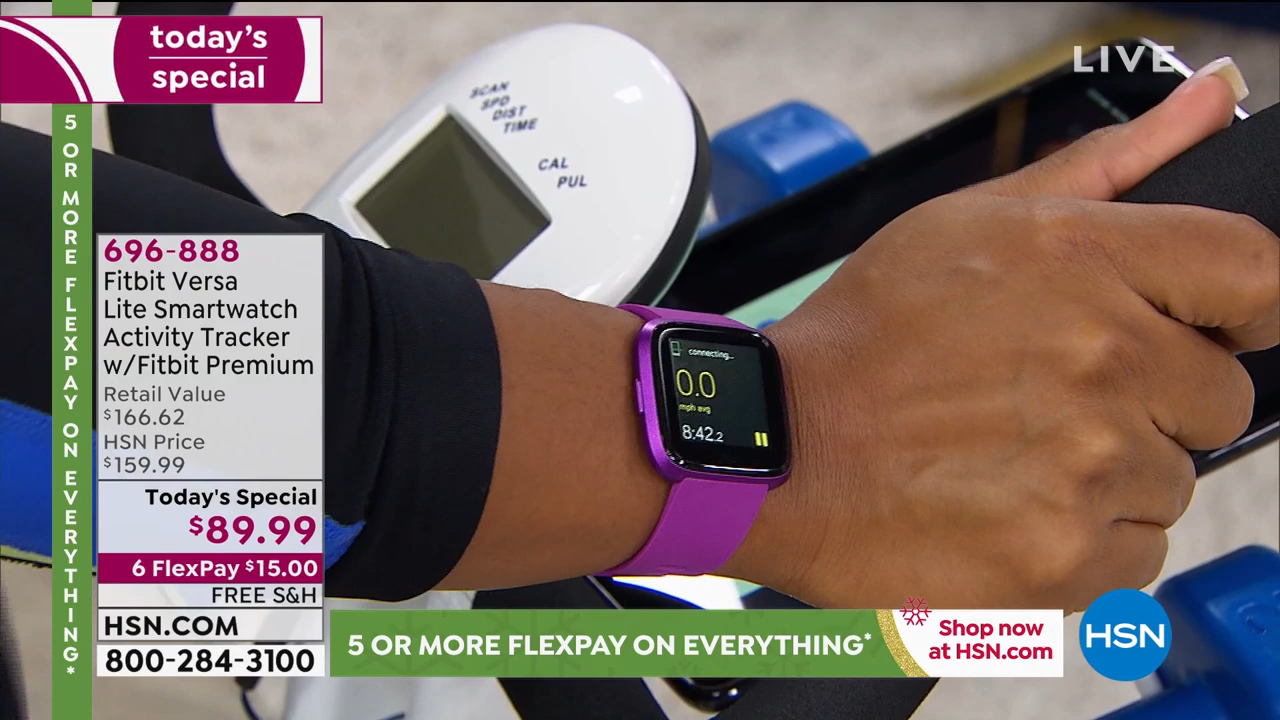 today's
special
LIVE
5 OR MORE FLEXPAY ON EVERYTHING*
SCAN
SPD
DIST
TIME
CAL
PUL
696-888
Fitbit Versa
Lite Smartwatch
Activity Tracker
w/Fitbit Premium
Retail Value
$166.62
HSN Price
$159.99
Today's Special
$89.99
6 FlexPay $15.00
FREE S&H
HSN.COM
800-284-3100
connecting...
0.0
mph avg
8:42.2
5 OR MORE FLEXPAY ON EVERYTHING*
Shop now
at HSN.com
HSN